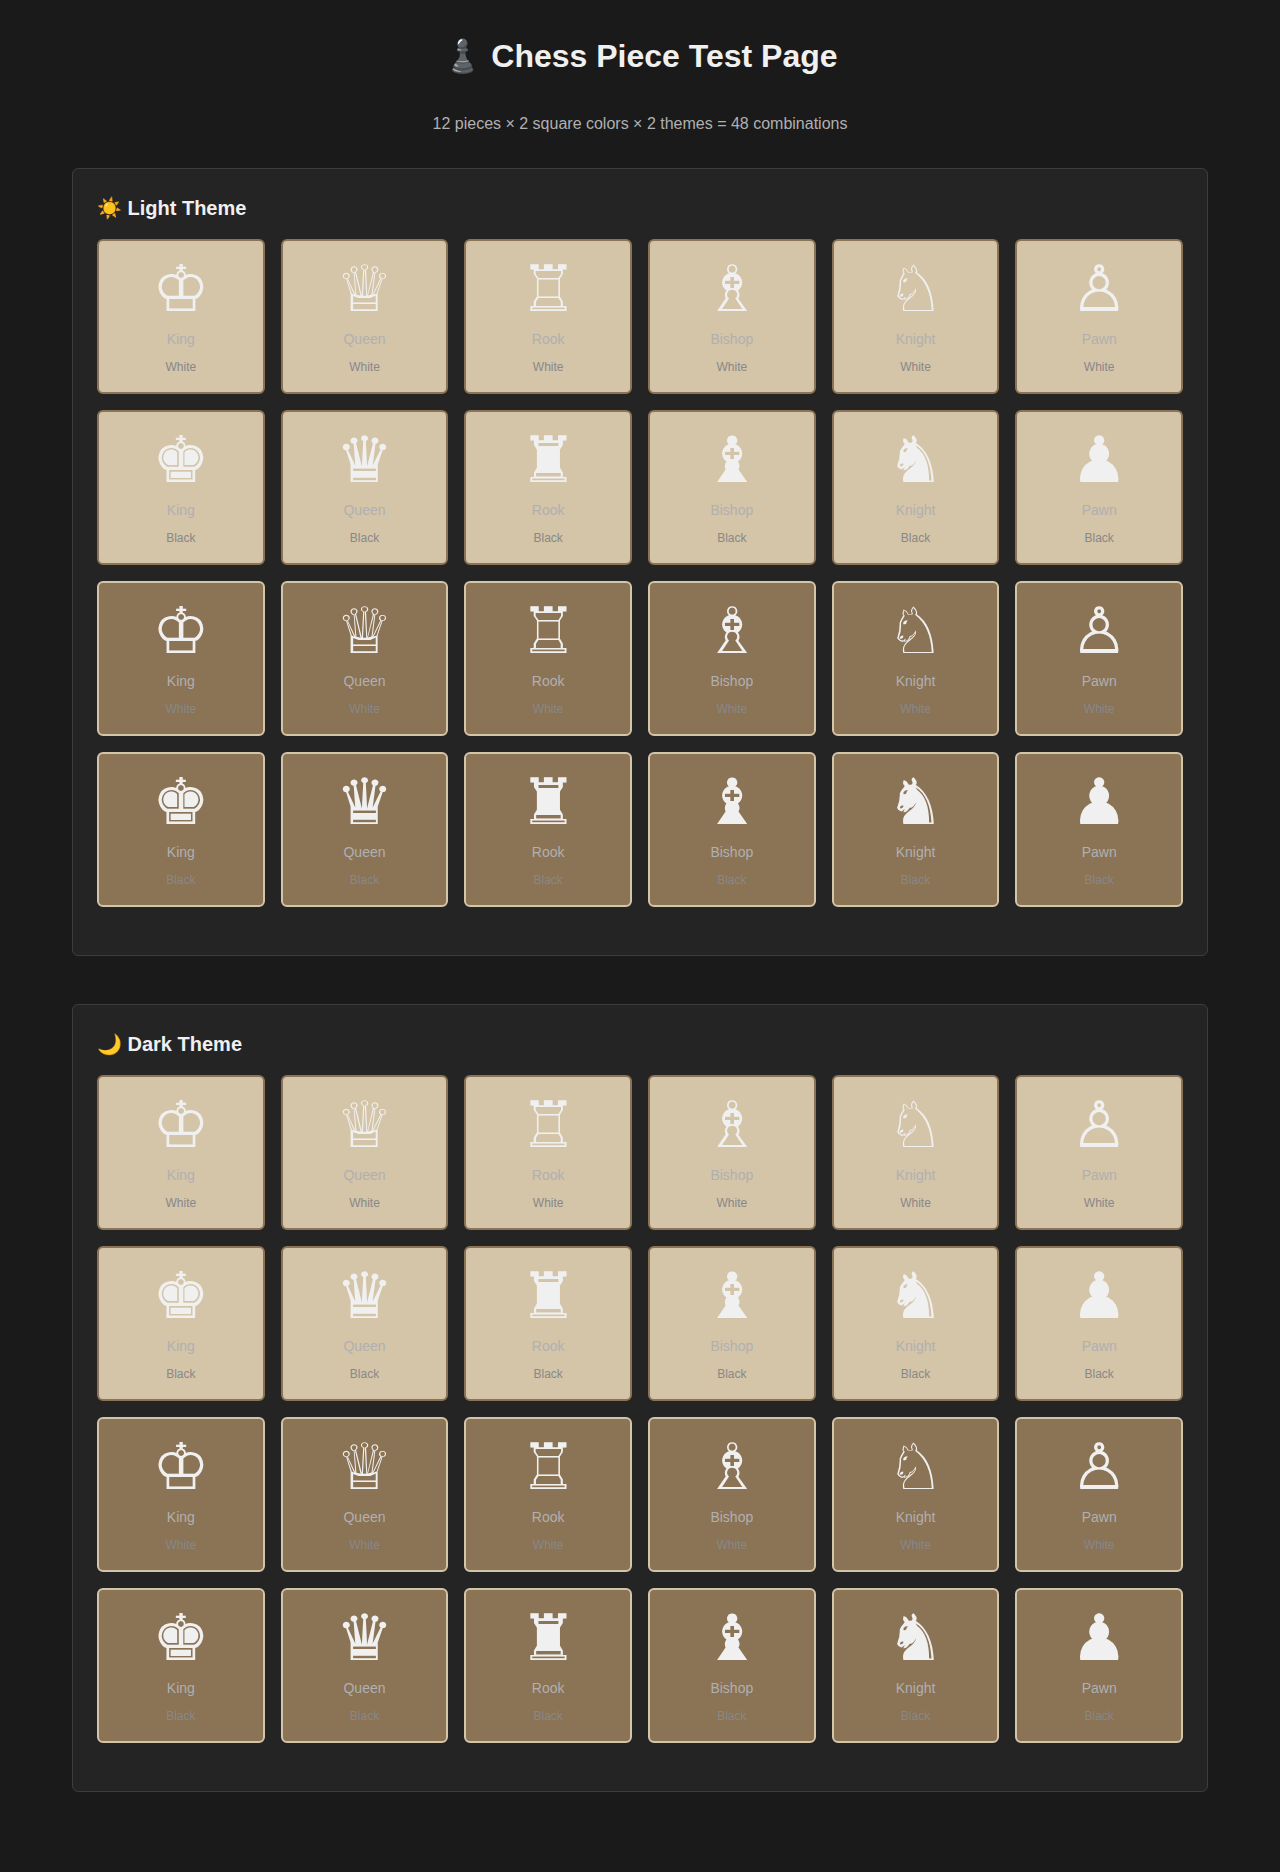 ♟ Chess Piece Test Page
12 pieces × 2 square colors × 2 themes = 48 combinations
☀️ Light Theme
♔ ♕ ♖ ♗ ♘ ♙
King Queen Rook Bishop Knight Pawn
White White White White White White
♚ ♛ ♜ ♝ ♞ ♟
King Queen Rook Bishop Knight Pawn
Black Black Black Black Black Black
♔ ♕ ♖ ♗ ♘ ♙
King Queen Rook Bishop Knight Pawn
White White White White White White
♚ ♛ ♜ ♝ ♞ ♟
King Queen Rook Bishop Knight Pawn
Black Black Black Black Black Black
🌙 Dark Theme
♔ ♕ ♖ ♗ ♘ ♙
King Queen Rook Bishop Knight Pawn
White White White White White White
♚ ♛ ♜ ♝ ♞ ♟
King Queen Rook Bishop Knight Pawn
Black Black Black Black Black Black
♔ ♕ ♖ ♗ ♘ ♙
King Queen Rook Bishop Knight Pawn
White White White White White White
♚ ♛ ♜ ♝ ♞ ♟
King Queen Rook Bishop Knight Pawn
Black Black Black Black Black Black